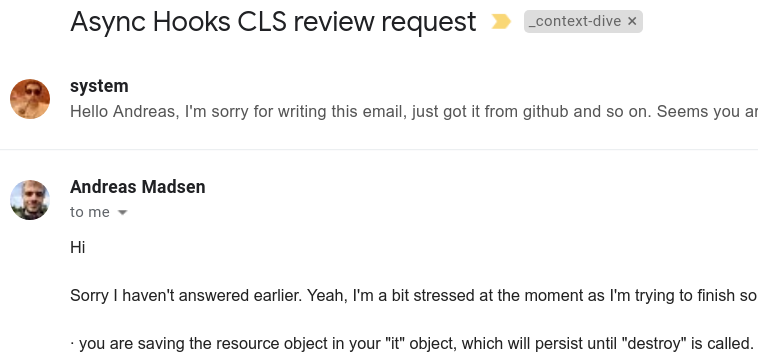 Async Hooks CLS review request _context-dive ×
system
Hello Andreas, I'm sorry for writing this email, just got it from github and so on. Seems you
Andreas Madsen
to me
Hi
Sorry I haven't answered earlier. Yeah, I'm a bit stressed at the moment as I'm trying to finish so
· you are saving the resource object in your "it" object, which will persist until "destroy" is called.